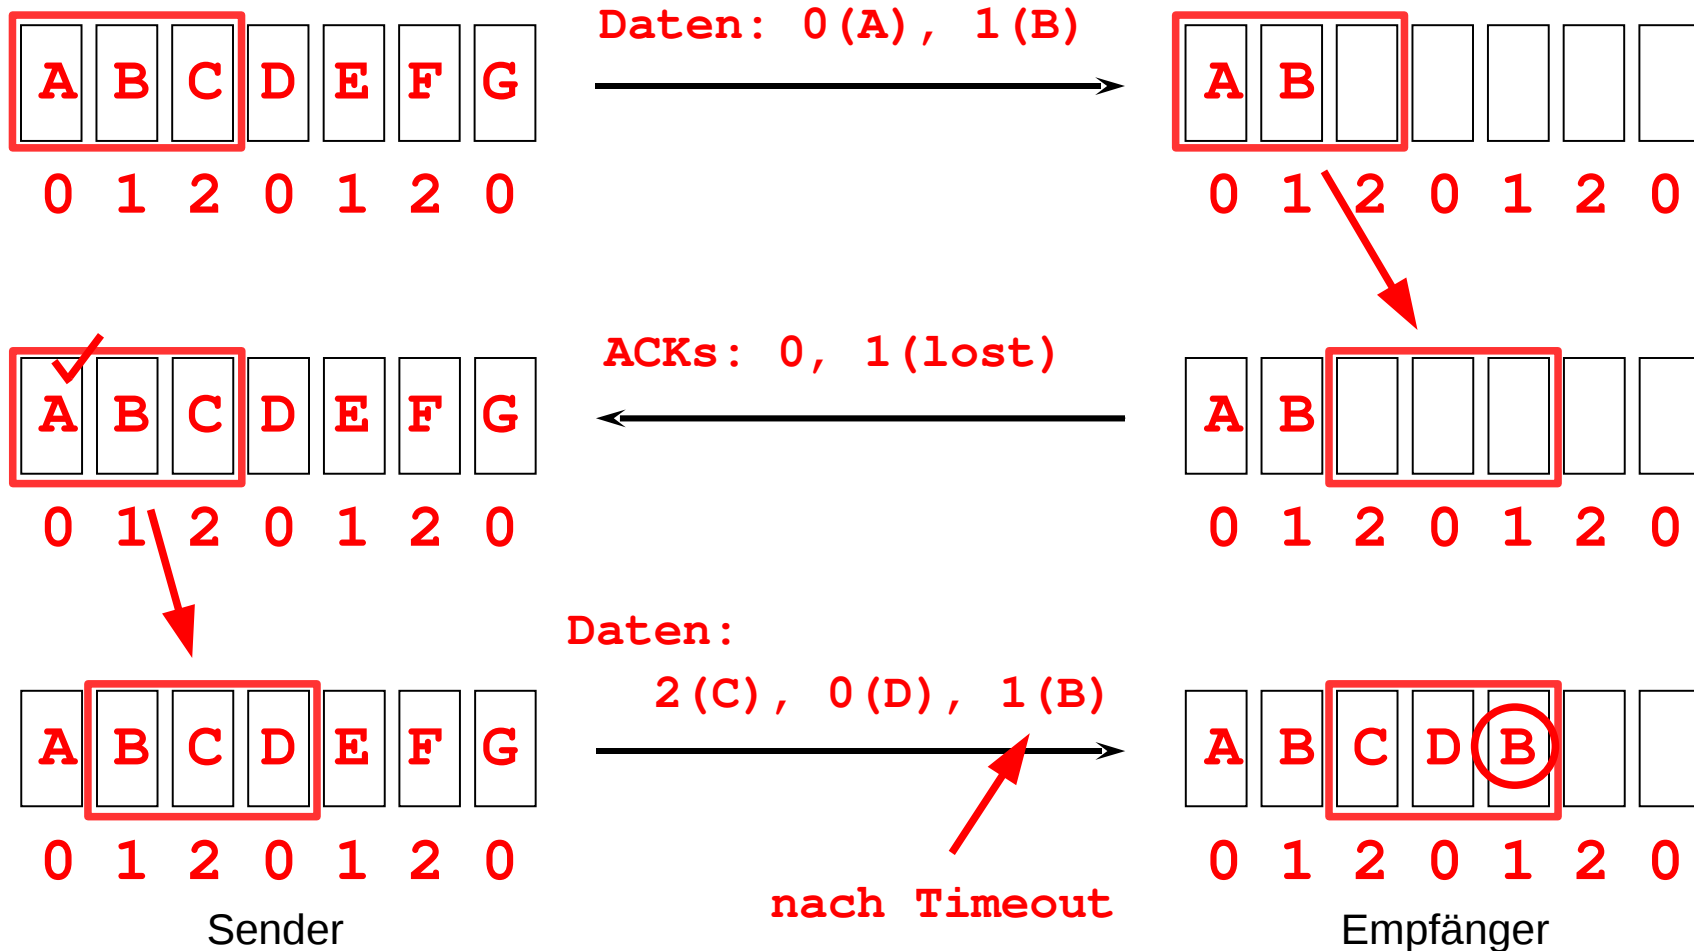 Daten: 0(A), 1(B)
A B C D E F G
A B
0 1 2 0 1 2 0
0 1 2 0 1 2 0
ACKs: 0, 1(lost)
A B C D E F G
A B
0 1 2 0 1 2 0
0 1 2 0 1 2 0
Daten:
2(C), 0(D), 1(B)
A B C D E F G
A B C D B
0 1 2 0 1 2 0
0 1 2 0 1 2 0
nach Timeout
Sender
Empfänger